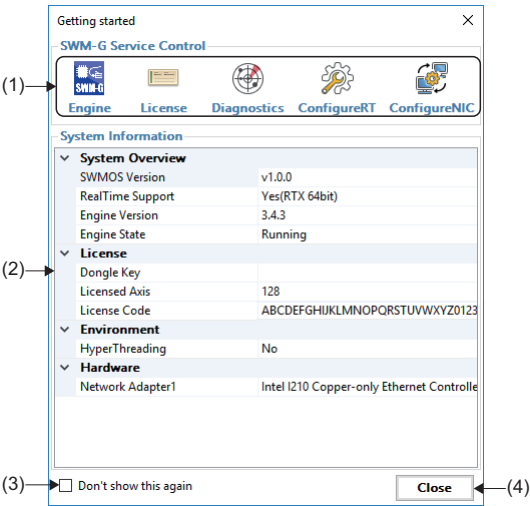 Getting started
SWM-G Service Control
(1)
SWM-G
Engine License Diagnostics ConfigureRT ConfigureNIC
System Information
System Overview
SWMOS Version v1.0.0
RealTime Support Yes(RTX 64bit)
Engine Version 3.4.3
Engine State Running
License
(2)
Dongle Key
Licensed Axis 128
License Code ABCDEFGHIJKLMNOPQRSTUVWXYZ0123
Environment
HyperThreading No
Hardware
Network Adapter1 Intel I210 Copper-only Ethernet Controlle
(3) Don't show this again Close (4)